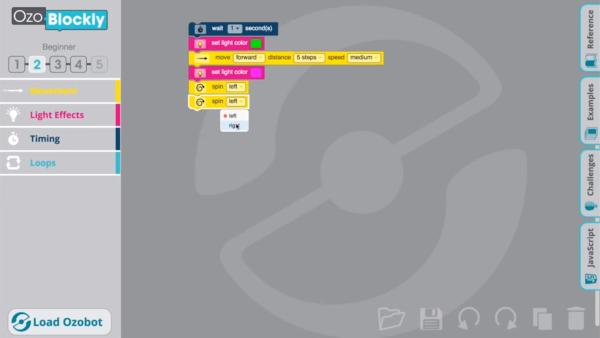 Ozo Blockly
Beginner
1 2 3 4 5
Movement
Light Effects
Timing
Loops
Load Ozobot
wait 1 second(s)
set light color
move forward distance 5 steps speed medium
set light color
spin left
spin left
left
right
Reference
Examples
Challenges
JavaScript